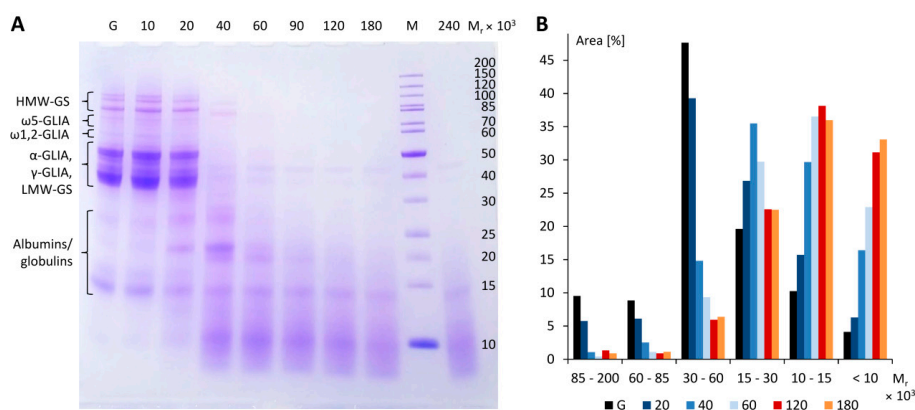 A
G 10 20 40 60 90 120 180 M 240 Mr × 10³
200
150
120
100
85
70
60
50
40
30
25
20
15
10
HMW-GS
ω5-GLIA
ω1,2-GLIA
α-GLIA,
γ-GLIA,
LMW-GS
Albumins/
globulins
B
Area [%]
45
40
35
30
25
20
15
10
5
0
85 - 200 60 - 85 30 - 60 15 - 30 10 - 15 < 10 Mr
× 10³
G 20 40 60 120 180